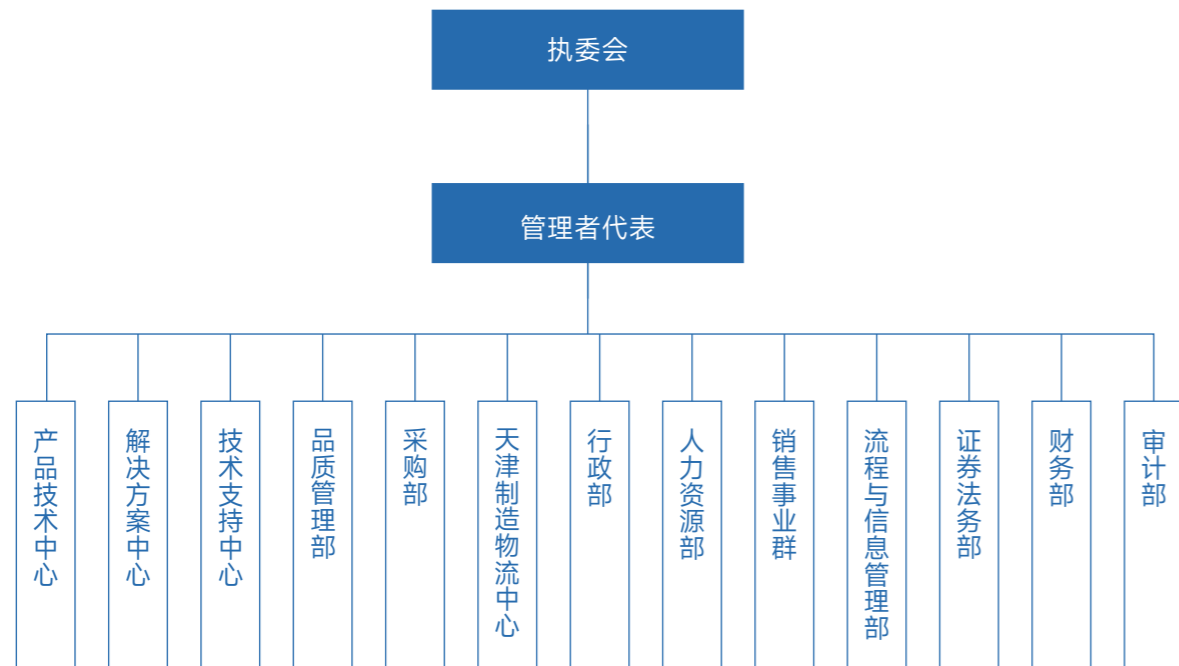 执委会
管理者代表
产品技术中心
解决方案中心
技术支持中心
品质管理部
采购部
天津制造物流中心
行政部
人力资源部
销售事业群
流程与信息管理部
证券法务部
财务部
审计部